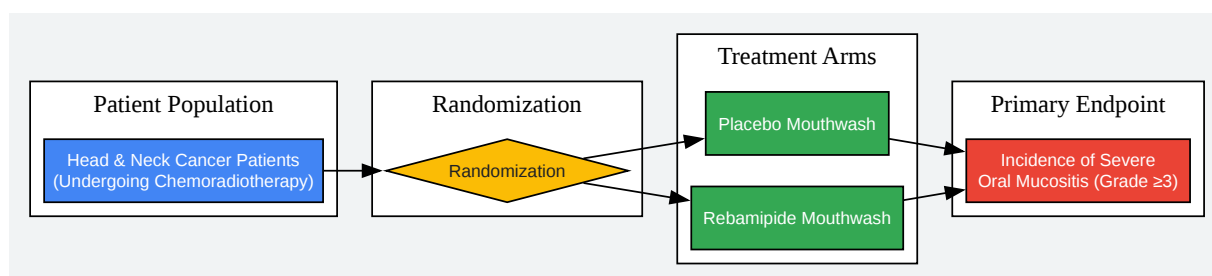 Patient Population
Head & Neck Cancer Patients
(Undergoing Chemoradiotherapy)
Randomization
Randomization
Treatment Arms
Placebo Mouthwash
Rebamipide Mouthwash
Primary Endpoint
Incidence of Severe
Oral Mucositis (Grade ≥3)